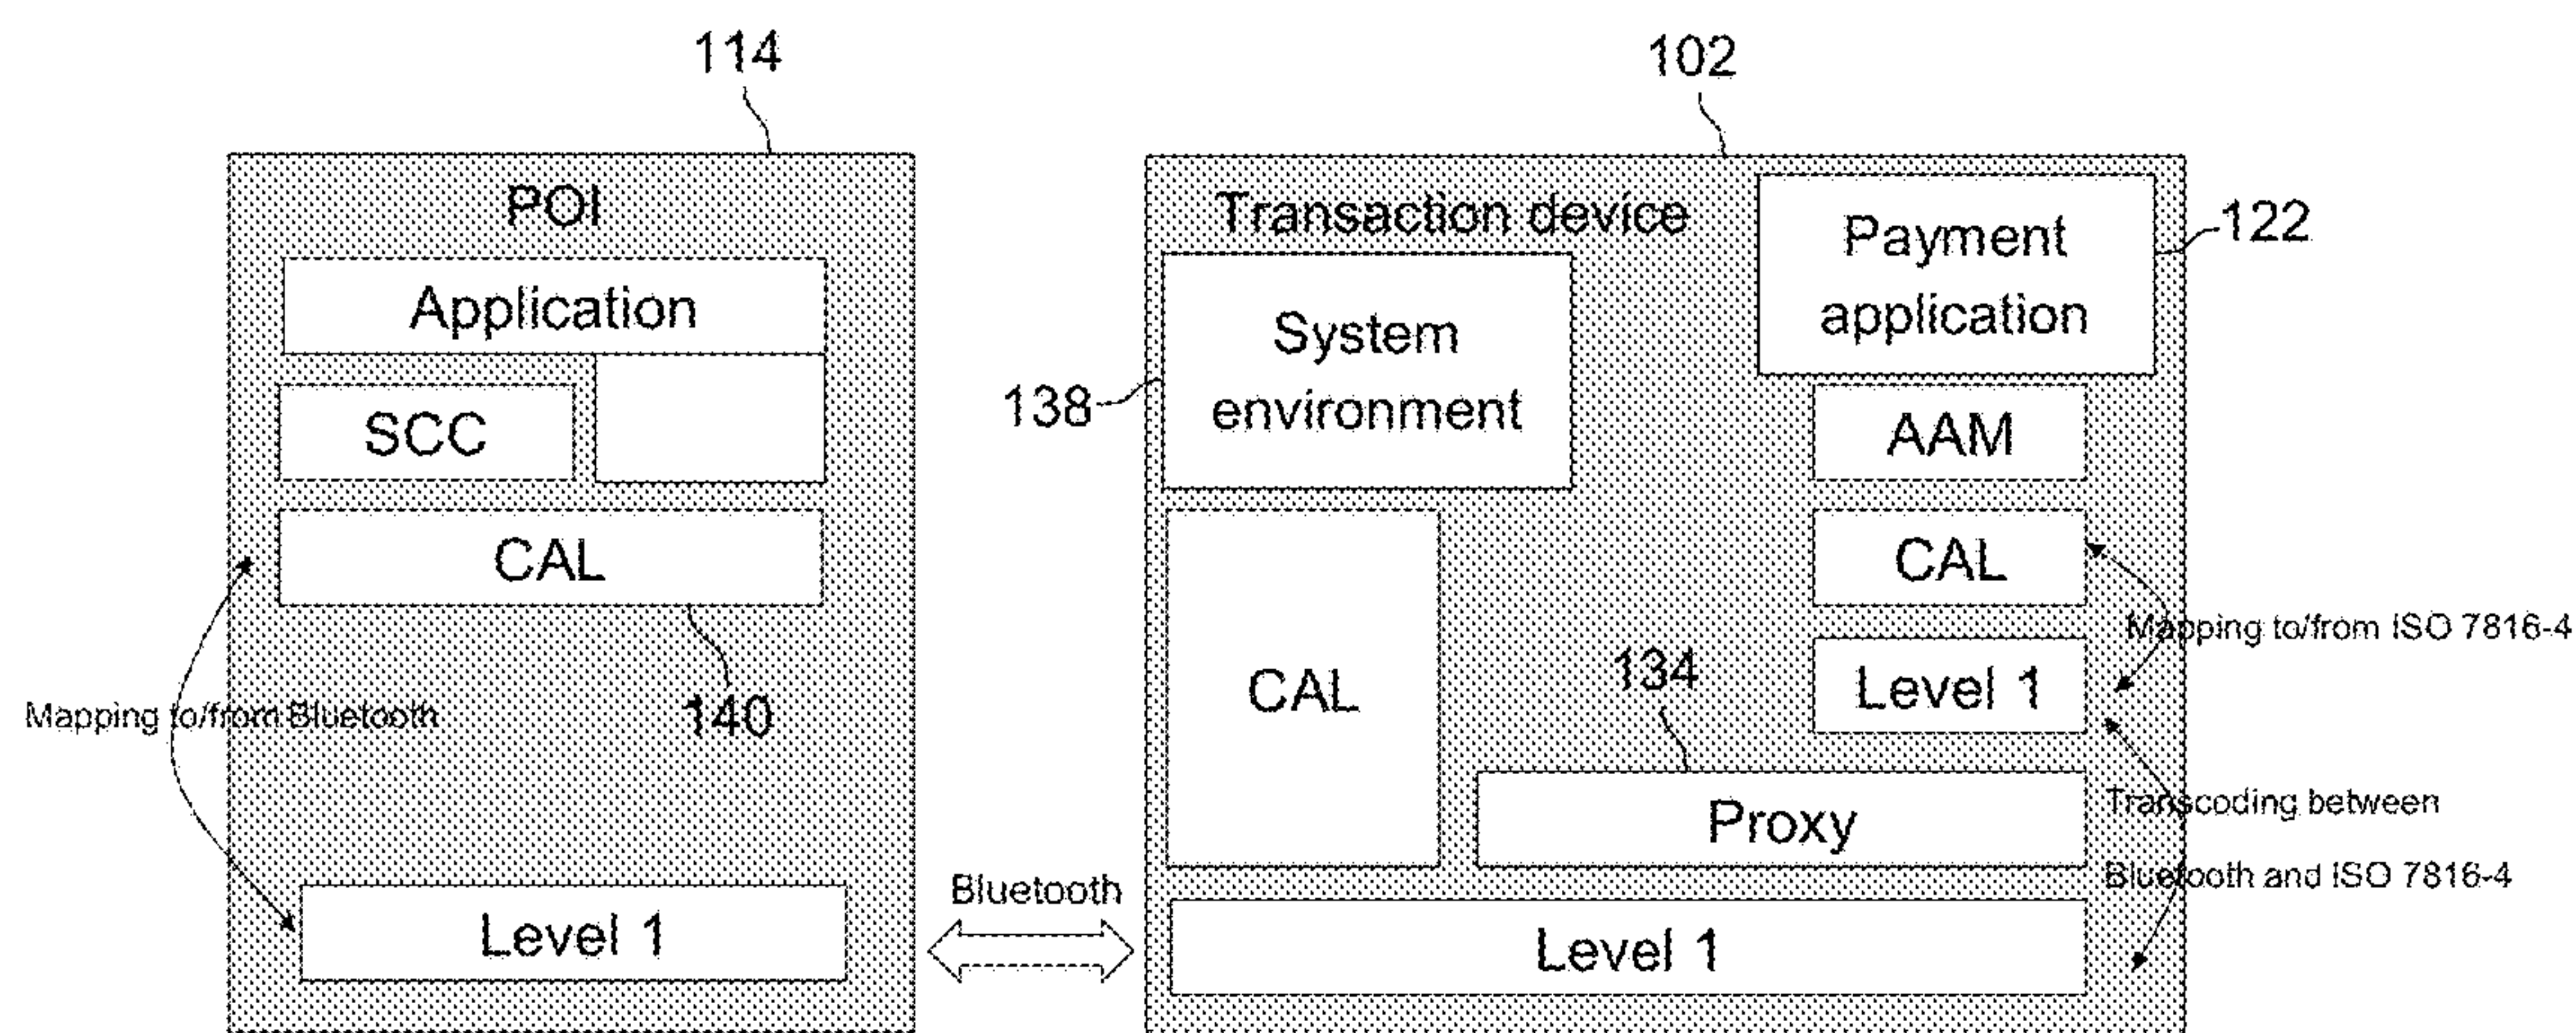 114
102
POI
Application
SCC
CAL
140
Mapping to/from Bluetooth
Level 1
Bluetooth
Transaction device
Payment
application
122
System
environment
138
AAM
CAL
CAL
Mapping to/from ISO 7816-4
Level 1
134
Proxy
Transcoding between
Bluetooth and ISO 7816-4
Level 1